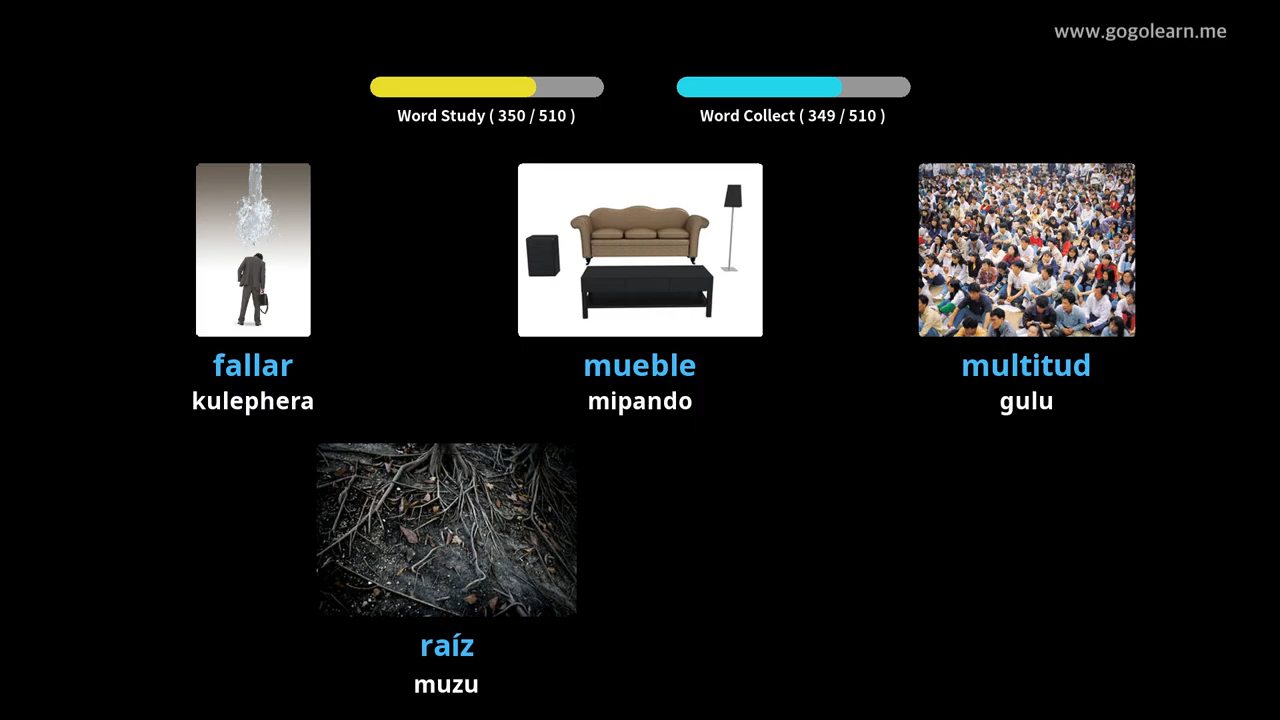 www.gogolearn.me
Word Study ( 350 / 510 )
Word Collect ( 349 / 510 )
fallar
kulephera
mueble
mipando
multitud
gulu
raíz
muzu